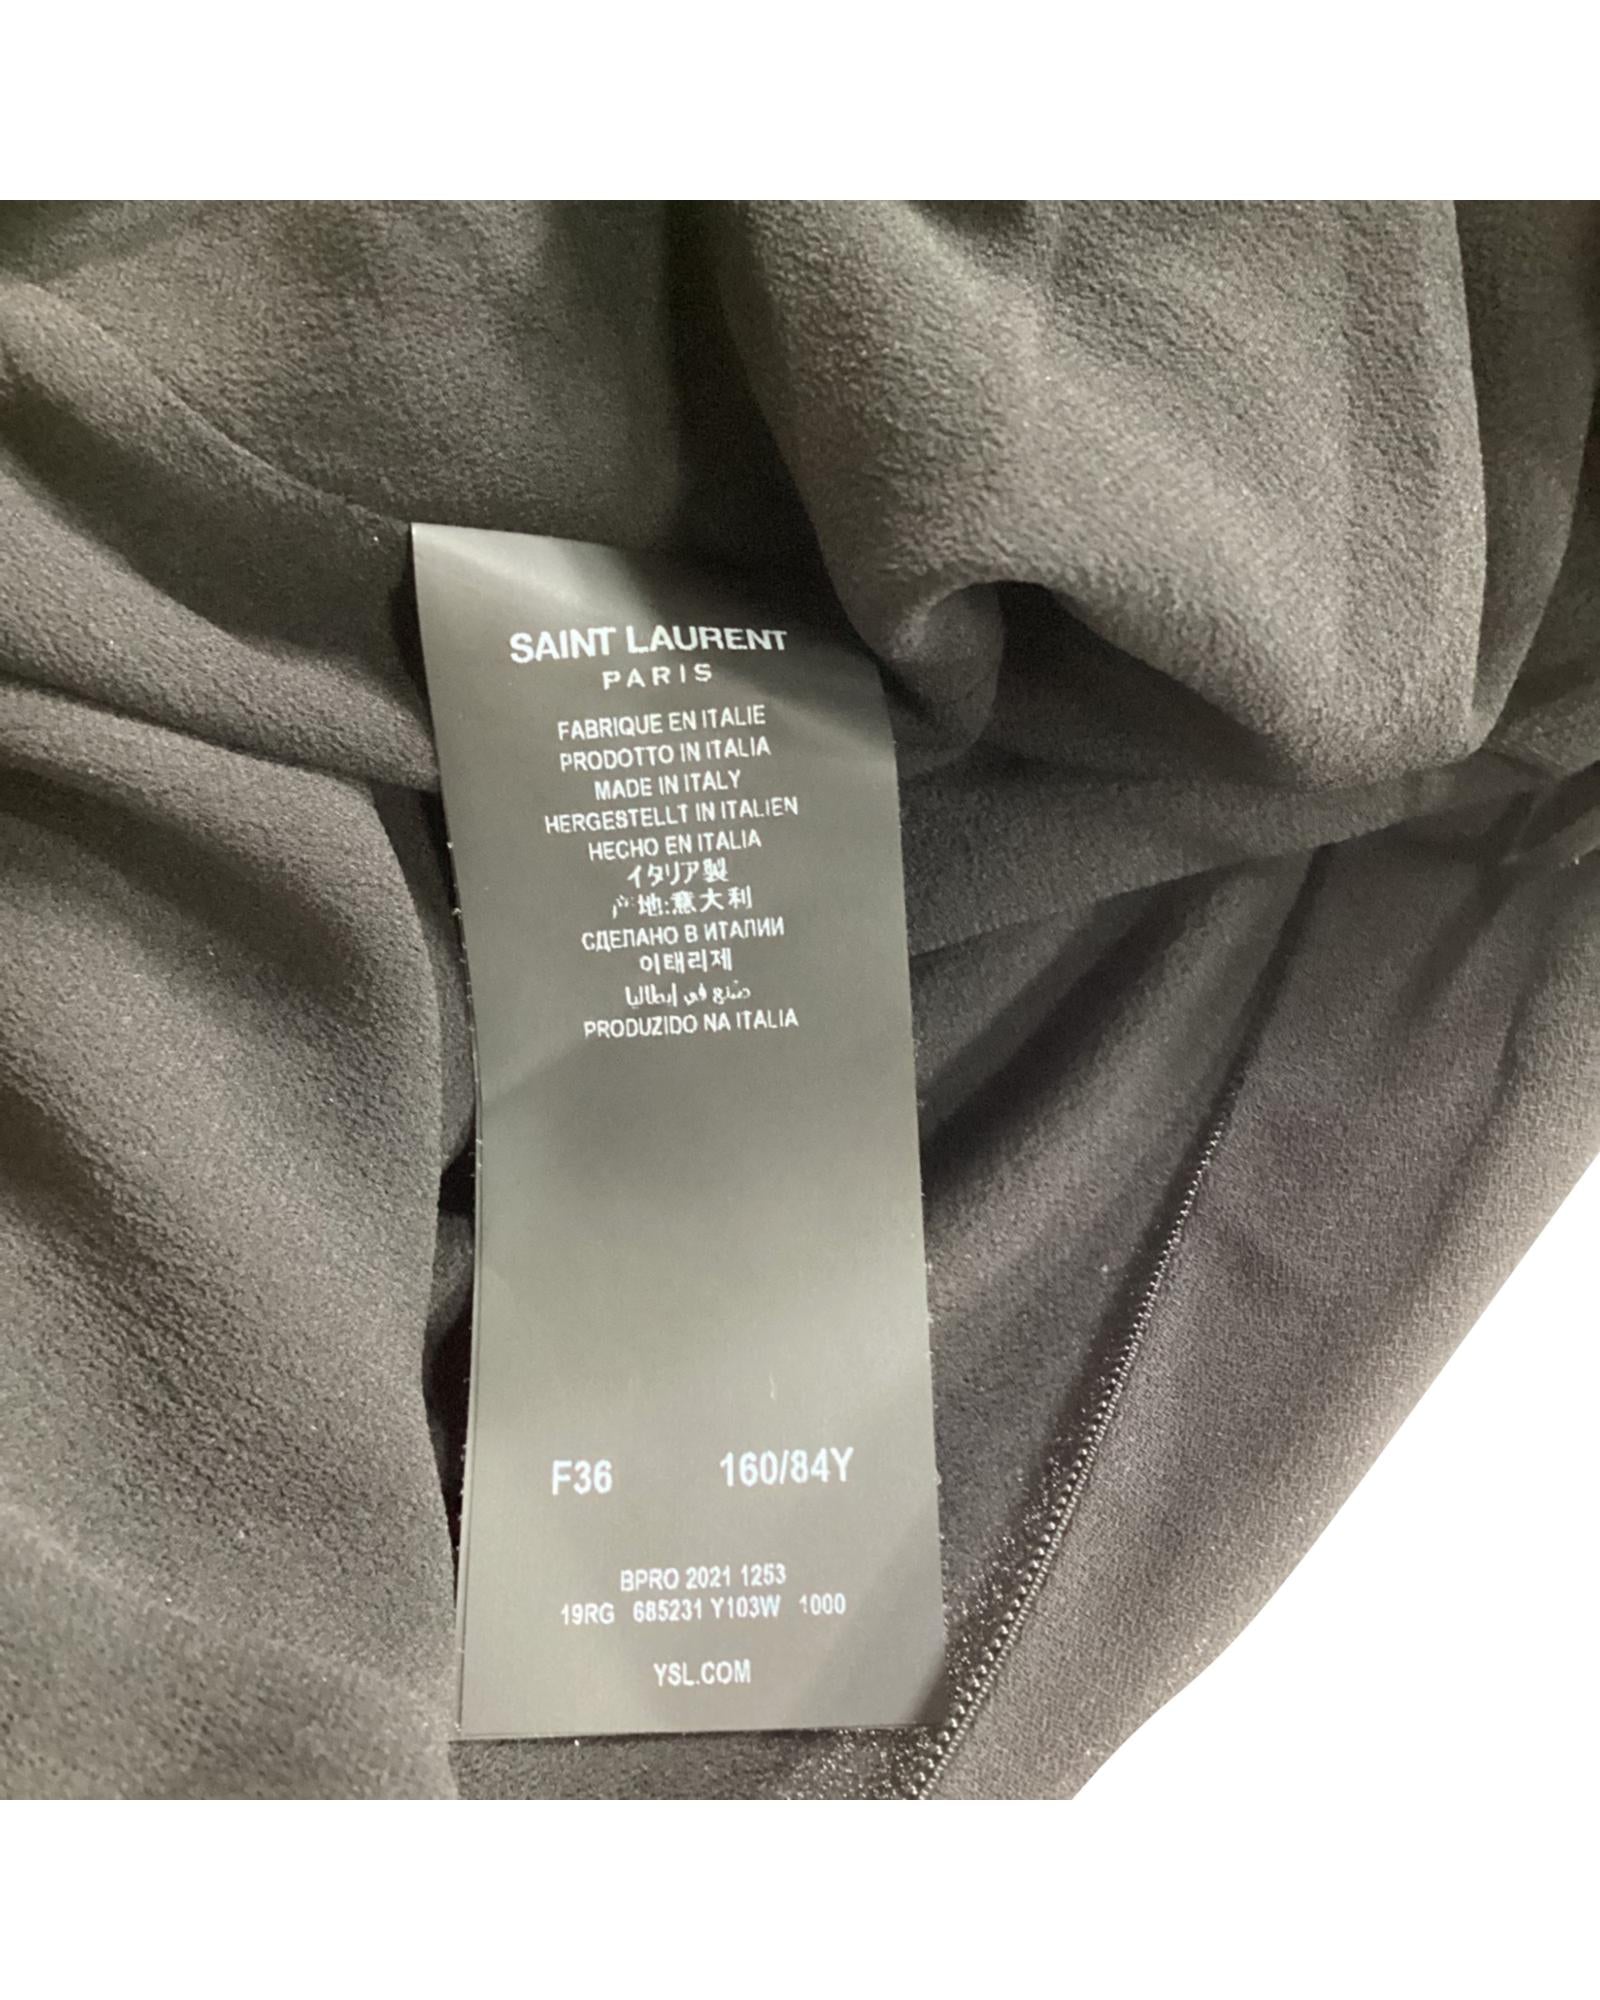 SAINT LAURENT
PARIS
FABRIQUE EN ITALIE
PRODOTTO IN ITALIA
MADE IN ITALY
HERGESTELLT IN ITALIEN
HECHO EN ITALIA
イタリア製
产地:意大利
СДЕЛАНО В ИТАЛИИ
이태리제
صنع في إيطاليا
PRODUZIDO NA ITALIA
F36 160/84Y
BPRO 2021 1253
19RG 685231 Y103W 1000
YSL.COM